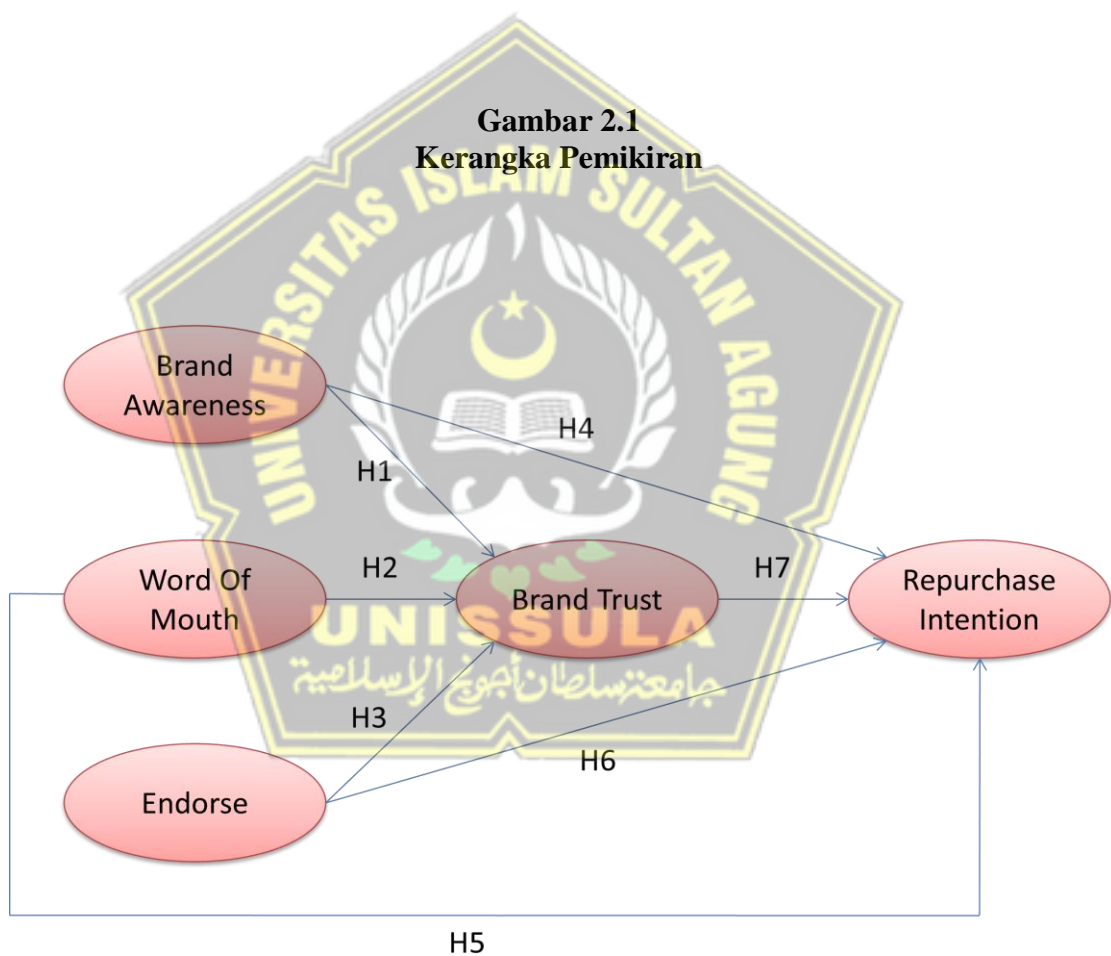 Gambar 2.1
Kerangka Pemikiran
UNIVERSITAS ISLAM SULTAN AGUNG
Brand
Awareness
H4
H1
Word Of
Mouth
H2
Brand Trust
H7
Repurchase
Intention
UNISSULA
جامعة سلطان أجونج الإسلامية
H3
H6
Endorse
H5